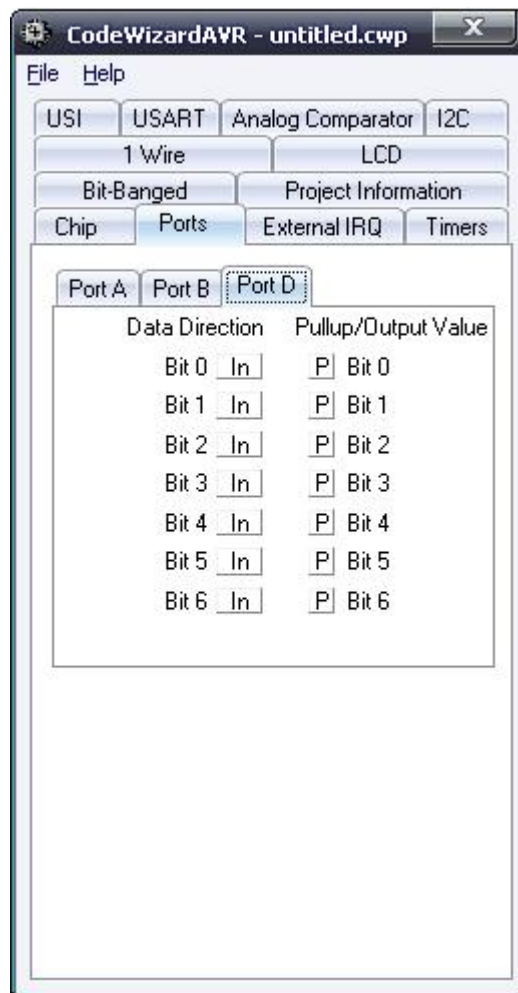 CodeWizardAVR - untitled.cwp
File Help
USI USART Analog Comparator I2C
1 Wire LCD
Bit-Banged Project Information
Chip Ports External IRQ Timers
Port A Port B Port D
Data Direction Pullup/Output Value
Bit 0 In P Bit 0
Bit 1 In P Bit 1
Bit 2 In P Bit 2
Bit 3 In P Bit 3
Bit 4 In P Bit 4
Bit 5 In P Bit 5
Bit 6 In P Bit 6